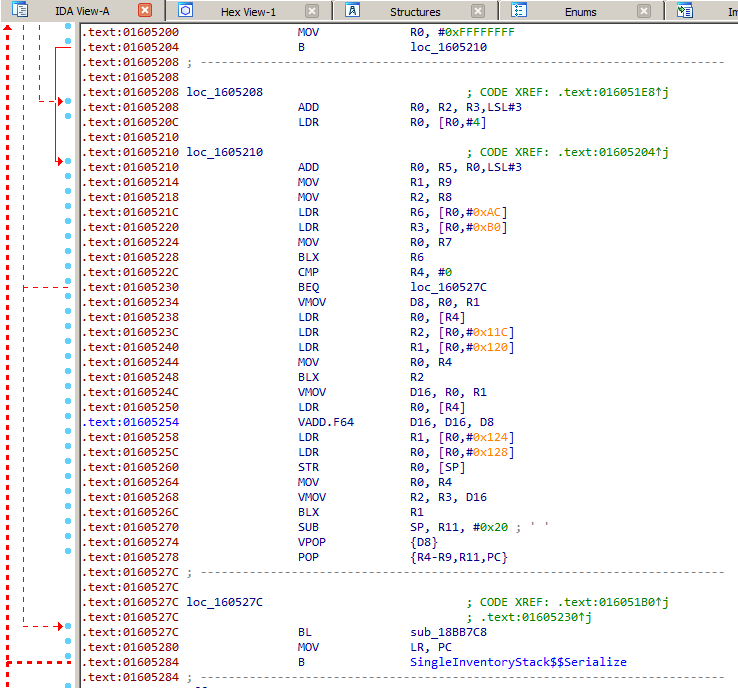 IDA View-A Hex View-1 Structures Enums Im
.text:01605200 MOV R0, #0xFFFFFFFF
.text:01605204 B loc_1605210
.text:01605208 ; ---------------------------------------------------------------------------
.text:01605208
.text:01605208 loc_1605208 ; CODE XREF: .text:016051E8↑j
.text:01605208 ADD R0, R2, R3,LSL#3
.text:0160520C LDR R0, [R0,#4]
.text:01605210
.text:01605210 loc_1605210 ; CODE XREF: .text:01605204↑j
.text:01605210 ADD R0, R5, R0,LSL#3
.text:01605214 MOV R1, R9
.text:01605218 MOV R2, R8
.text:0160521C LDR R6, [R0,#0xAC]
.text:01605220 LDR R3, [R0,#0xB0]
.text:01605224 MOV R0, R7
.text:01605228 BLX R6
.text:0160522C CMP R4, #0
.text:01605230 BEQ loc_160527C
.text:01605234 VMOV D8, R0, R1
.text:01605238 LDR R0, [R4]
.text:0160523C LDR R2, [R0,#0x11C]
.text:01605240 LDR R1, [R0,#0x120]
.text:01605244 MOV R0, R4
.text:01605248 BLX R2
.text:0160524C VMOV D16, R0, R1
.text:01605250 LDR R0, [R4]
.text:01605254 VADD.F64 D16, D16, D8
.text:01605258 LDR R1, [R0,#0x124]
.text:0160525C LDR R0, [R0,#0x128]
.text:01605260 STR R0, [SP]
.text:01605264 MOV R0, R4
.text:01605268 VMOV R2, R3, D16
.text:0160526C BLX R1
.text:01605270 SUB SP, R11, #0x20 ; ' '
.text:01605274 VPOP {D8}
.text:01605278 POP {R4-R9,R11,PC}
.text:0160527C ; ---------------------------------------------------------------------------
.text:0160527C
.text:0160527C loc_160527C ; CODE XREF: .text:016051B0↑j
.text:0160527C ; .text:01605230↑j
.text:0160527C BL sub_18BB7C8
.text:01605280 MOV LR, PC
.text:01605284 B SingleInventoryStack$$Serialize
.text:01605284 ; ---------------------------------------------------------------------------